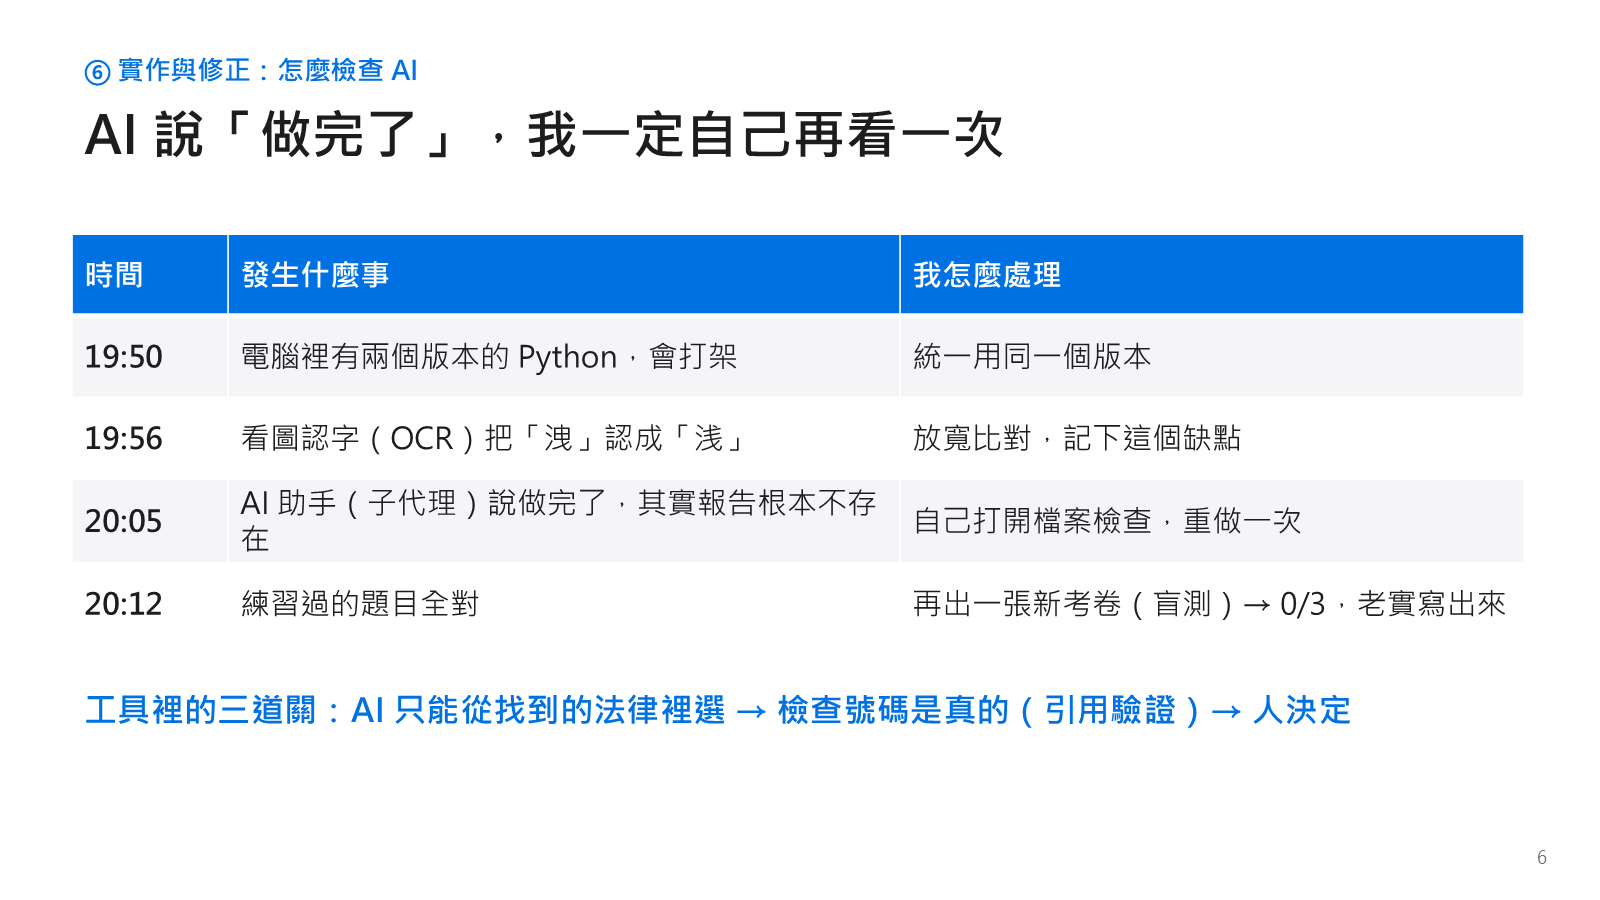 ⑥ 實作與修正：怎麼檢查 AI
AI 說「做完了」，我一定自己再看一次
時間 發生什麼事 我怎麼處理
19:50 電腦裡有兩個版本的 Python，會打架 統一用同一個版本
19:56 看圖認字（OCR）把「洩」認成「浅」 放寬比對，記下這個缺點
20:05 AI 助手（子代理）說做完了，其實報告根本不存
在 自己打開檔案檢查，重做一次
20:12 練習過的題目全對 再出一張新考卷（盲測）→ 0/3，老實寫出來
工具裡的三道關：AI 只能從找到的法律裡選 → 檢查號碼是真的（引用驗證）→ 人決定
6